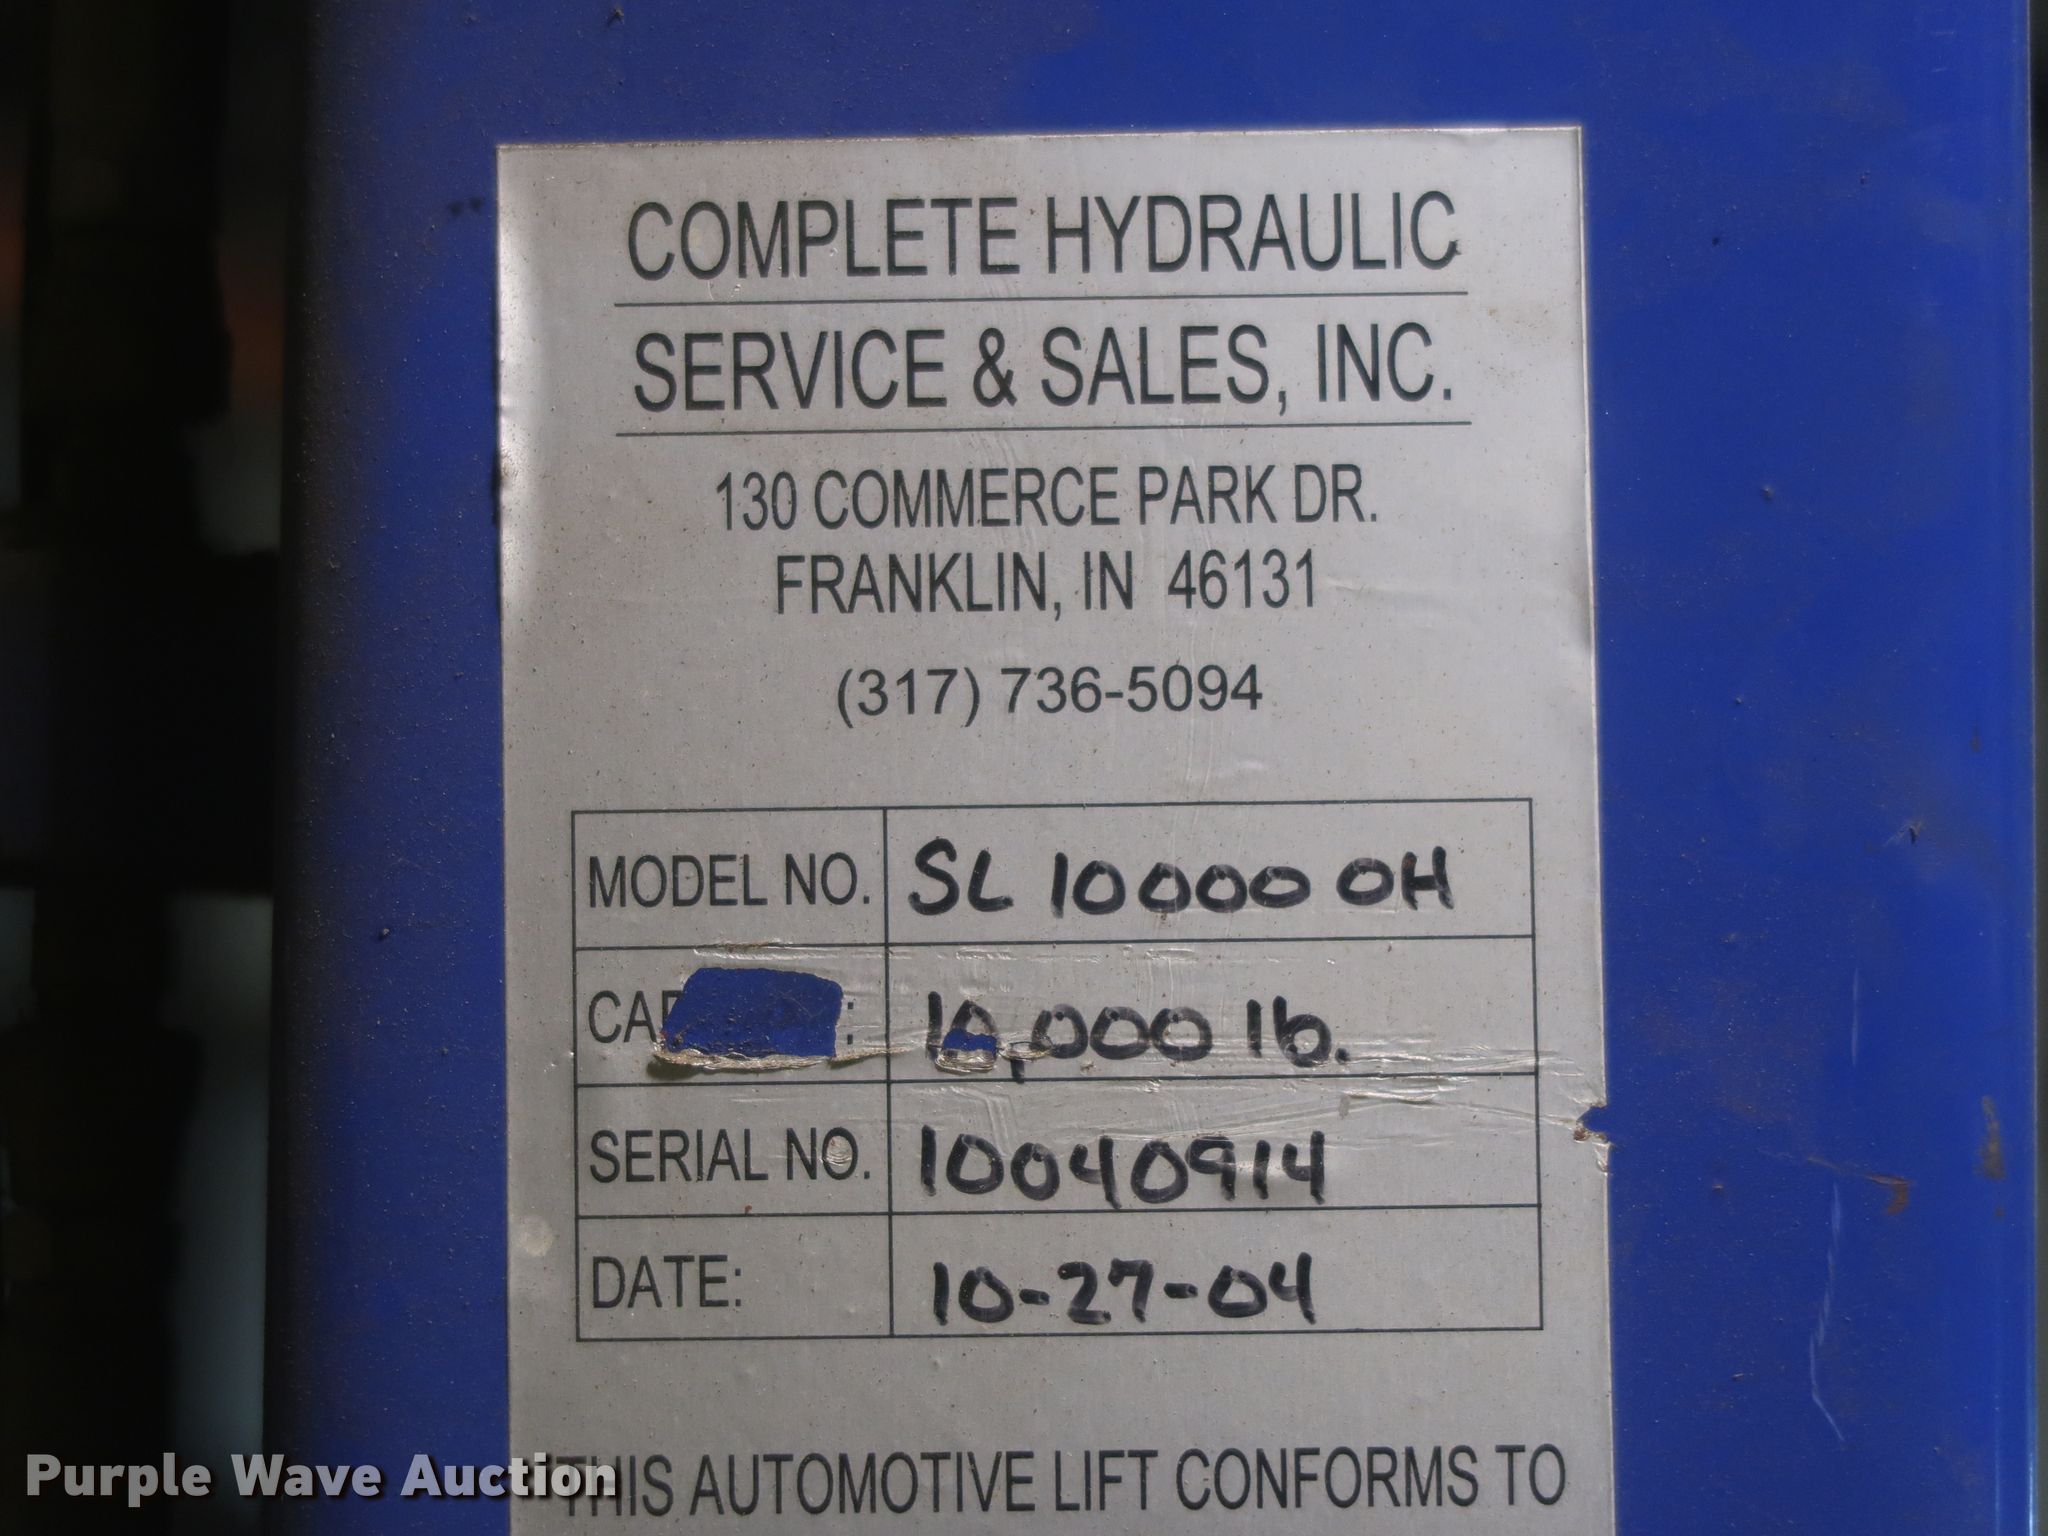 COMPLETE HYDRAULIC
SERVICE & SALES, INC.
130 COMMERCE PARK DR.
FRANKLIN, IN 46131
(317) 736-5094
MODEL NO. SL 10000 OH
10,000 lb.
SERIAL NO. 10040914
DATE: 10-27-04
THIS AUTOMOTIVE LIFT CONFORMS TO
Purple Wave Auction